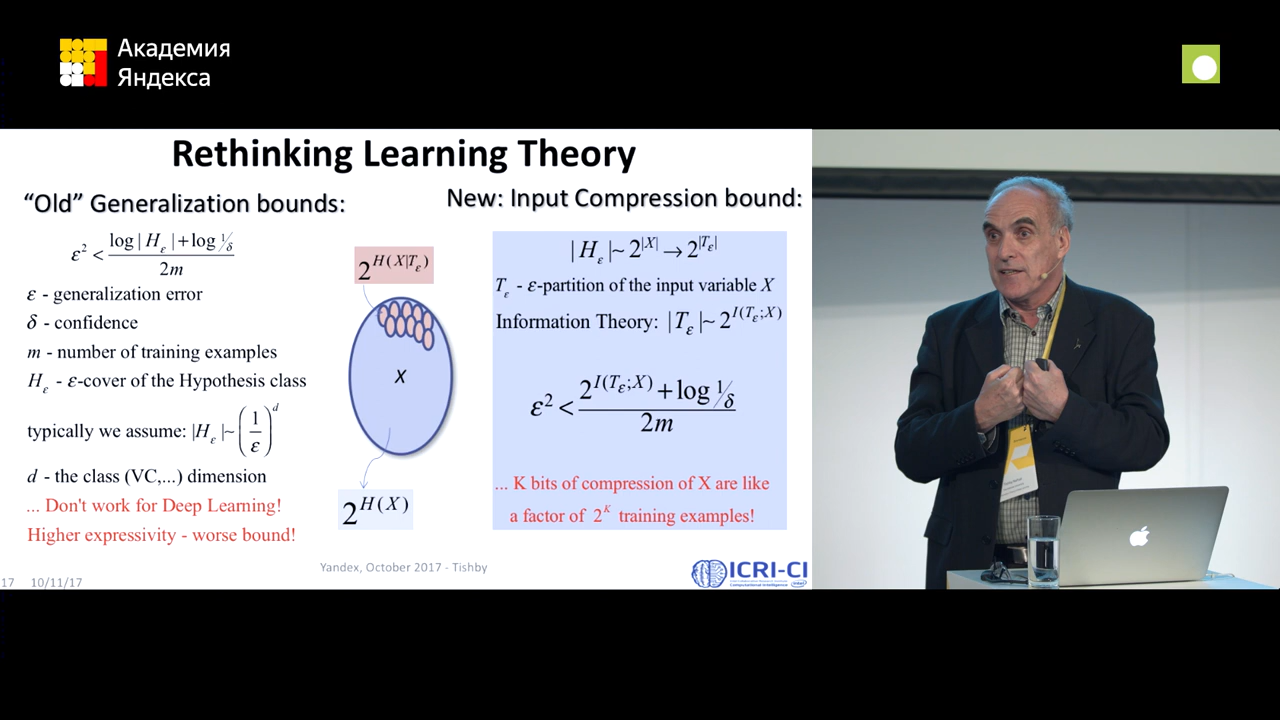 Академия
Яндекса
Rethinking Learning Theory
“Old” Generalization bounds:
ε² < (log | H_ε | + log 1/δ) / 2m
ε - generalization error
δ - confidence
m - number of training examples
H_ε - ε-cover of the Hypothesis class
typically we assume: |H_ε| ~ (1/ε)^d
d - the class (VC,...) dimension
... Don't work for Deep Learning!
Higher expressivity - worse bound!
2^{H(X|T_ε)}
X
2^{H(X)}
New: Input Compression bound:
| H_ε | ~ 2^{|X|} → 2^{|T_ε|}
T_ε - ε-partition of the input variable X
Information Theory: | T_ε | ~ 2^{I(T_ε;X)}
ε² < (2^{I(T_ε;X)} + log 1/δ) / 2m
... K bits of compression of X are like
a factor of 2^K training examples!
17 10/11/17
Yandex, October 2017 - Tishby
ICRI-CI